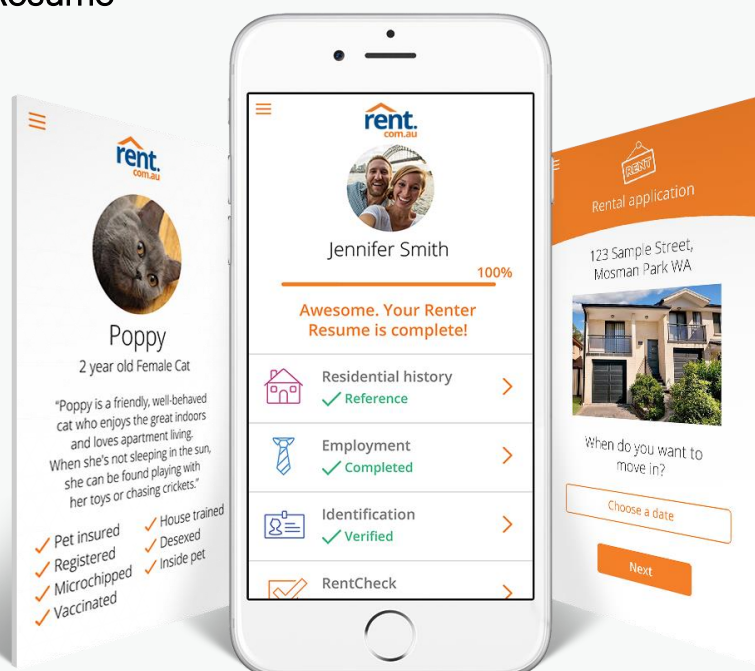 rent.
com.au
Poppy
2 year old Female Cat
"Poppy is a friendly, well-behaved
cat who enjoys the great indoors
and loves apartment living.
When she's not sleeping in the sun,
she can be found playing with
her toys or chasing crickets."
Pet insured
Registered
Microchipped
Vaccinated
House trained
Desexed
Inside pet
rent.
com.au
Jennifer Smith
100%
Awesome. Your Renter
Resume is complete!
Residential history
Reference
Employment
Completed
Identification
Verified
RentCheck
RENT
Rental application
123 Sample Street,
Mosman Park WA
When do you want to
move in?
Choose a date
Next